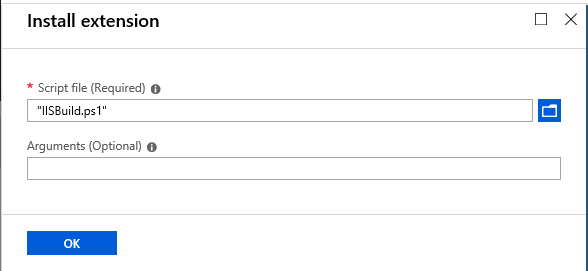 Install extension
* Script file (Required)
"IISBuild.ps1"
Arguments (Optional)
OK